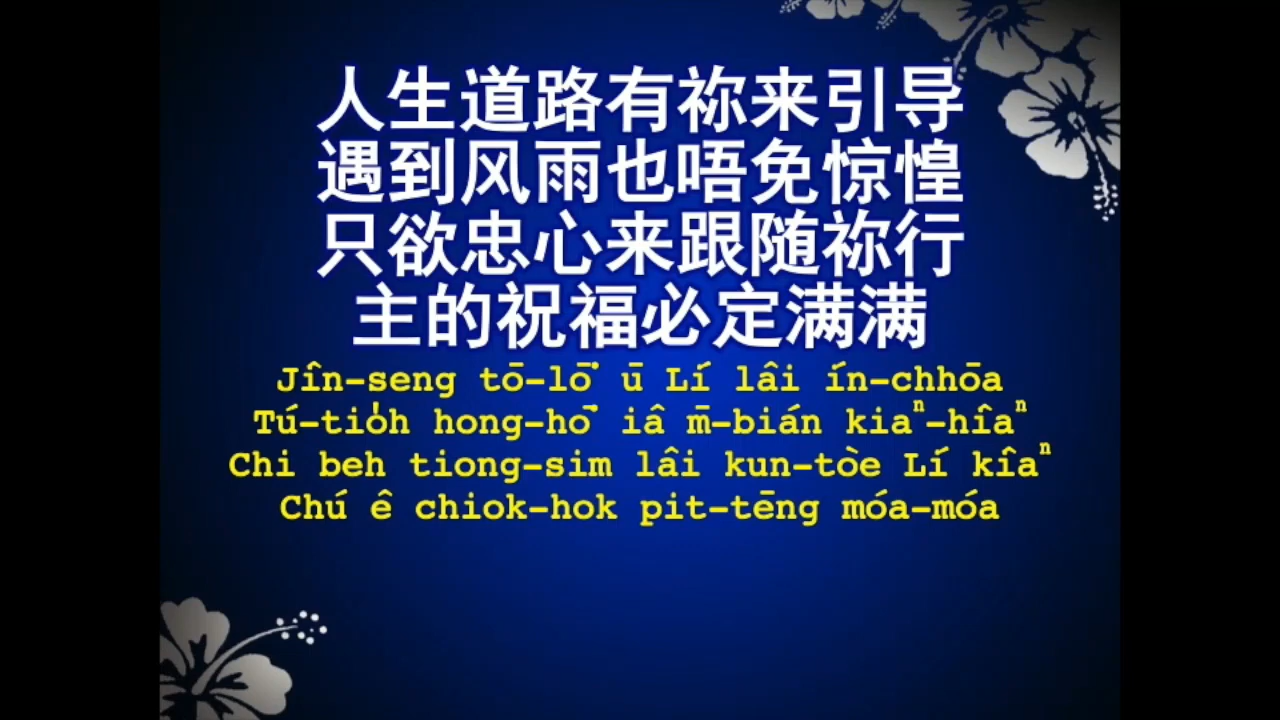 人生道路有祢来引导
遇到风雨也唔免惊惶
只欲忠心来跟随祢行
主的祝福必定满满
Jîn-seng tō-lō͘ ū Lí lâi ín-chhōa
Tú-tio̍h hong-hō͘ iâ m̄-bián kiaⁿ-hîaⁿ
Chi beh tiong-sim lâi kun-tòe Lí kîaⁿ
Chú ê chiok-hok pit-tēng móa-móa